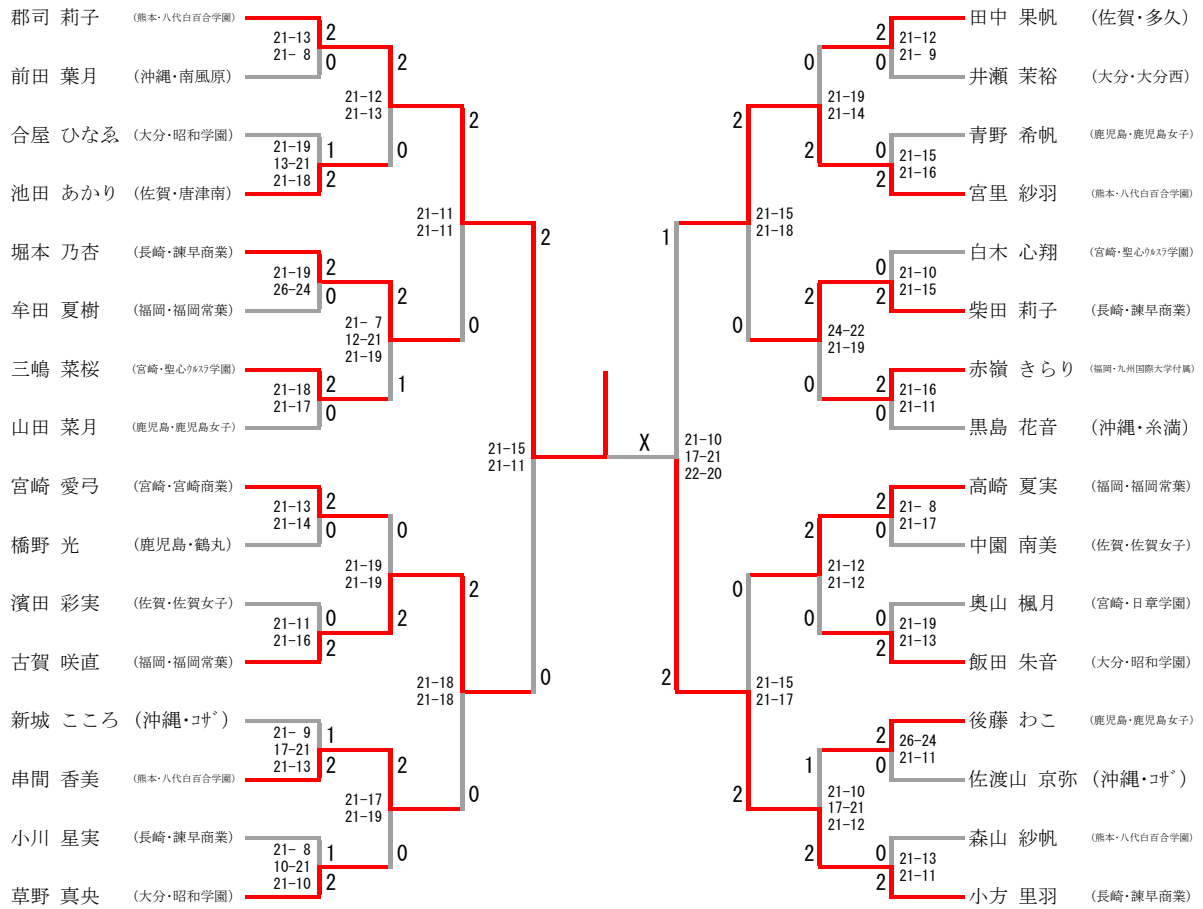 郡司 莉子 (熊本・八代白百合学園)
21-13 2
21- 8 0
前田 葉月 (沖縄・南風原)
2
21-12
21-13
0
合屋 ひなゑ (大分・昭和学園)
21-19 1
13-21
21-18 2
池田 あかり (佐賀・唐津南)
2
21-11
21-11
0
堀本 乃杏 (長崎・諫早商業)
21-19 2
26-24 0
牟田 夏樹 (福岡・福岡常葉)
2
21- 7
12-21
21-19
1
三嶋 菜桜 (宮崎・聖心ウルスラ学園)
21-18 2
21-17 0
山田 菜月 (鹿児島・鹿児島女子)
2
21-15
21-11
0
宮崎 愛弓 (宮崎・宮崎商業)
21-13 2
21-14 0
橋野 光 (鹿児島・鶴丸)
0
21-19
21-19
2
濱田 彩実 (佐賀・佐賀女子)
21-11 0
21-16 2
古賀 咲直 (福岡・福岡常葉)
2
21-18
21-18
0
新城 こころ (沖縄・コザ)
21- 9 1
17-21
21-13 2
串間 香美 (熊本・八代白百合学園)
2
21-17
21-19
0
小川 星実 (長崎・諫早商業)
21- 8 1
10-21
21-10 2
草野 真央 (大分・昭和学園)
X
田中 果帆 (佐賀・多久)
2 21-12
0 21- 9
井瀬 茉裕 (大分・大分西)
0
21-19
21-14
2
青野 希帆 (鹿児島・鹿児島女子)
0 21-15
2 21-16
宮里 紗羽 (熊本・八代白百合学園)
2
21-15
21-18
0
白木 心翔 (宮崎・聖心ウルスラ学園)
0 21-10
2 21-15
柴田 莉子 (長崎・諫早商業)
2
24-22
21-19
0
赤嶺 きらり (福岡・九州国際大学付属)
2 21-16
0 21-11
黒島 花音 (沖縄・糸満)
1
21-10
17-21
22-20
2
高崎 夏実 (福岡・福岡常葉)
2 21- 8
0 21-17
中園 南美 (佐賀・佐賀女子)
2
21-12
21-12
0
奥山 楓月 (宮崎・日章学園)
0 21-19
2 21-13
飯田 朱音 (大分・昭和学園)
0
21-15
21-17
2
後藤 わこ (鹿児島・鹿児島女子)
2 26-24
0 21-11
佐渡山 京弥 (沖縄・コザ)
1
21-10
17-21
21-12
2
森山 紗帆 (熊本・八代白百合学園)
0 21-13
2 21-11
小方 里羽 (長崎・諫早商業)